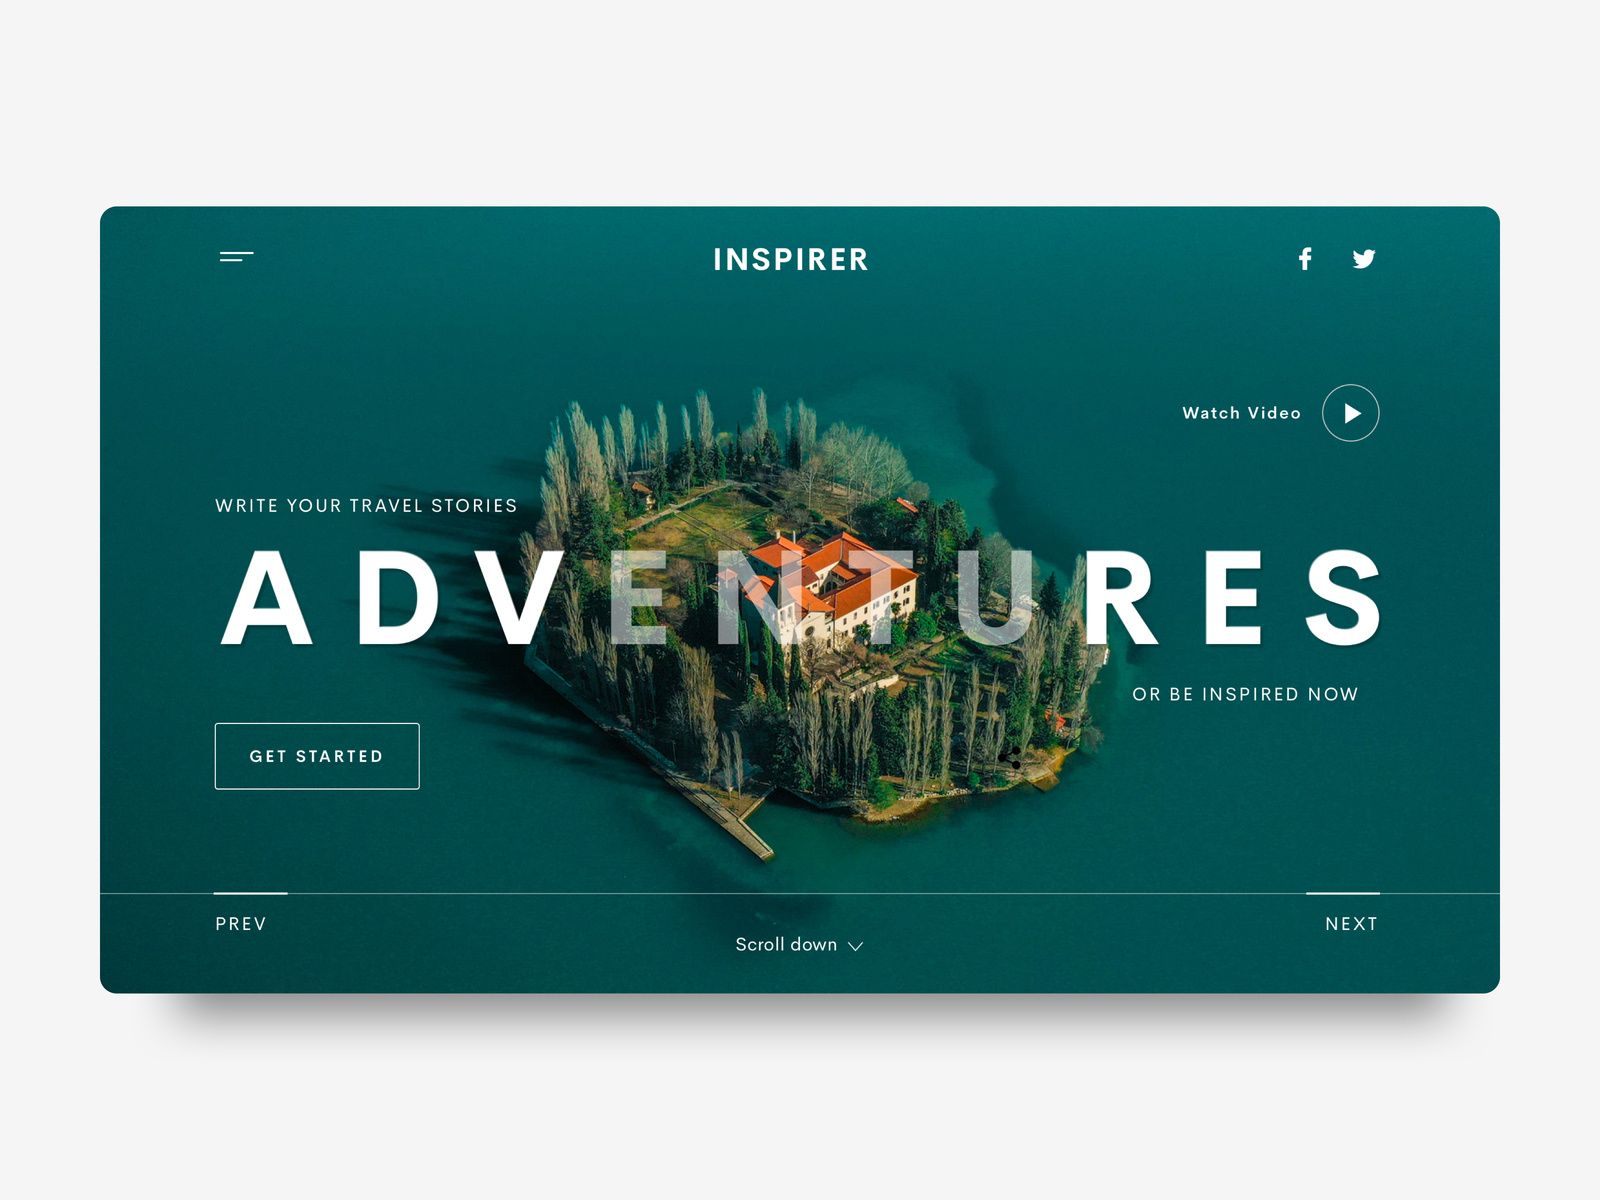 INSPIRER
Watch Video
WRITE YOUR TRAVEL STORIES
ADVENTURES
OR BE INSPIRED NOW
GET STARTED
PREV
NEXT
Scroll down